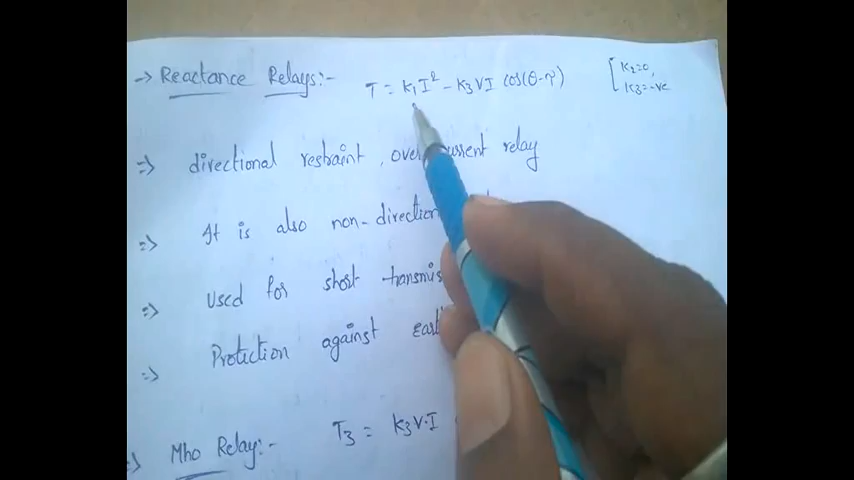 -> Reactance Relays:- T = K₁I² - K₃VI cos(θ-τ) [K₂=0, K₃=-ve
=> directional restraint, over current relay
=> It is also non-direction
=> Used for short transmis
=> Protection against
=> Mho Relay:- T₃ = K₃V·I